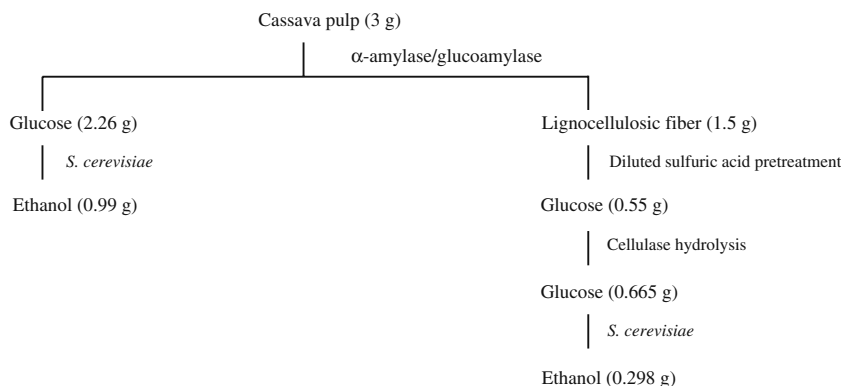 Cassava pulp (3 g)
α-amylase/glucoamylase
Glucose (2.26 g)
Lignocellulosic fiber (1.5 g)
S. cerevisiae
Diluted sulfuric acid pretreatment
Ethanol (0.99 g)
Glucose (0.55 g)
Cellulase hydrolysis
Glucose (0.665 g)
S. cerevisiae
Ethanol (0.298 g)